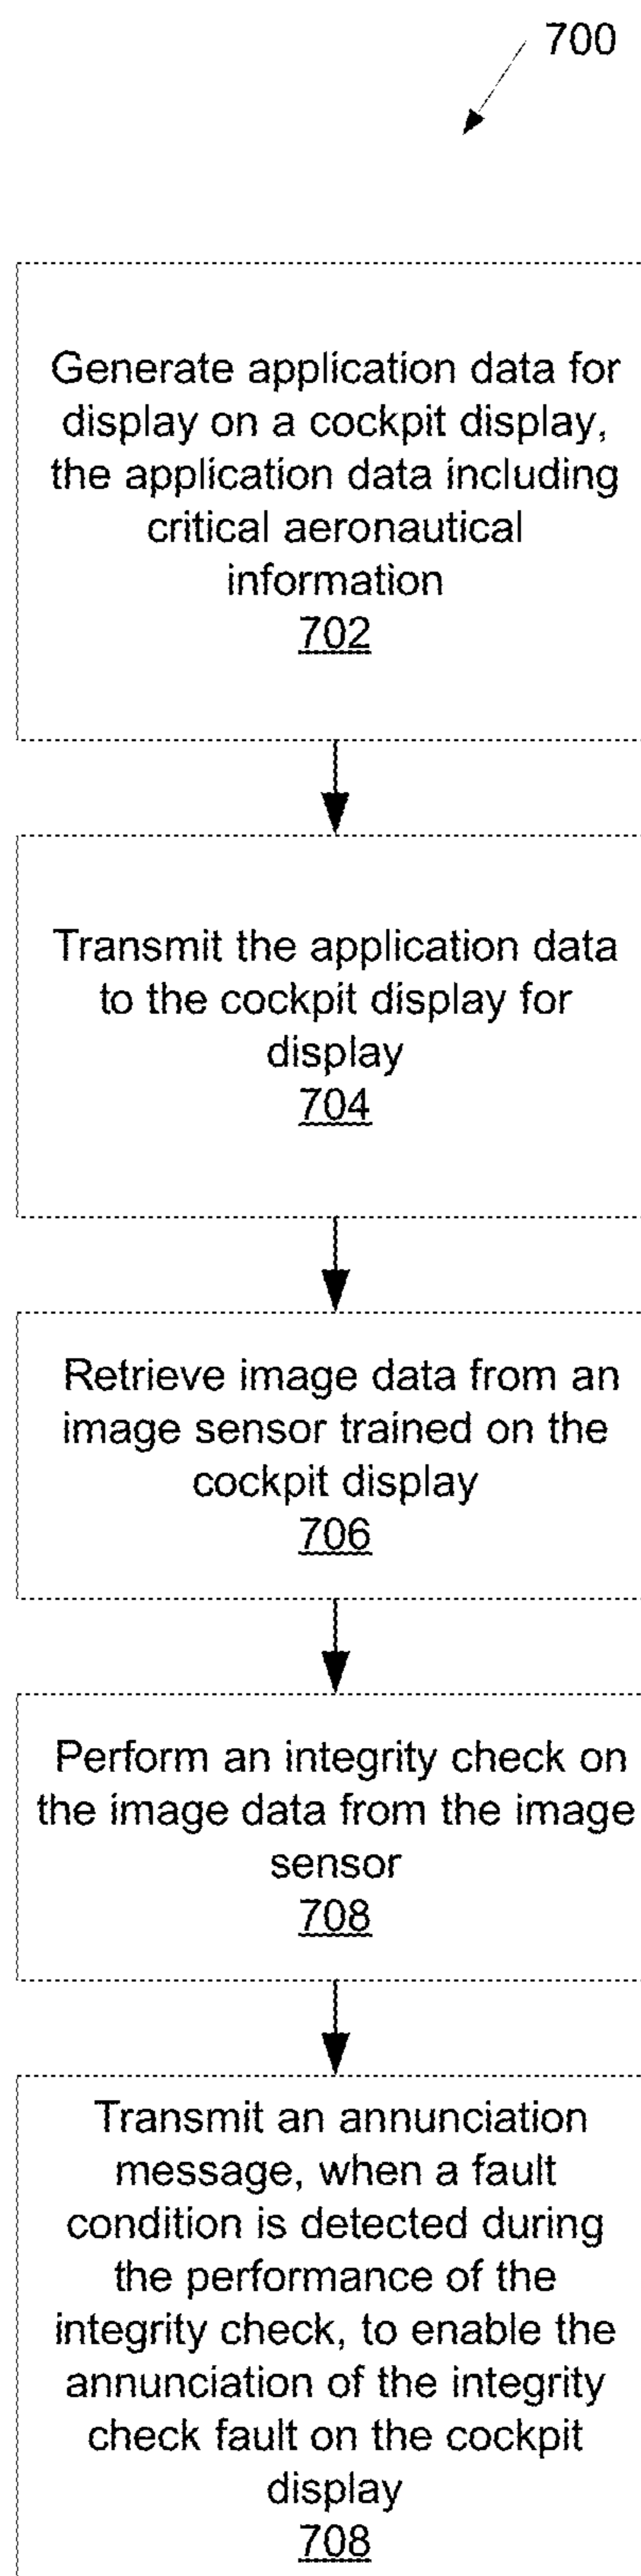 700
Generate application data for
display on a cockpit display,
the application data including
critical aeronautical
information
702
Transmit the application data
to the cockpit display for
display
704
Retrieve image data from an
image sensor trained on the
cockpit display
706
Perform an integrity check on
the image data from the image
sensor
708
Transmit an annunciation
message, when a fault
condition is detected during
the performance of the
integrity check, to enable the
annunciation of the integrity
check fault on the cockpit
display
708